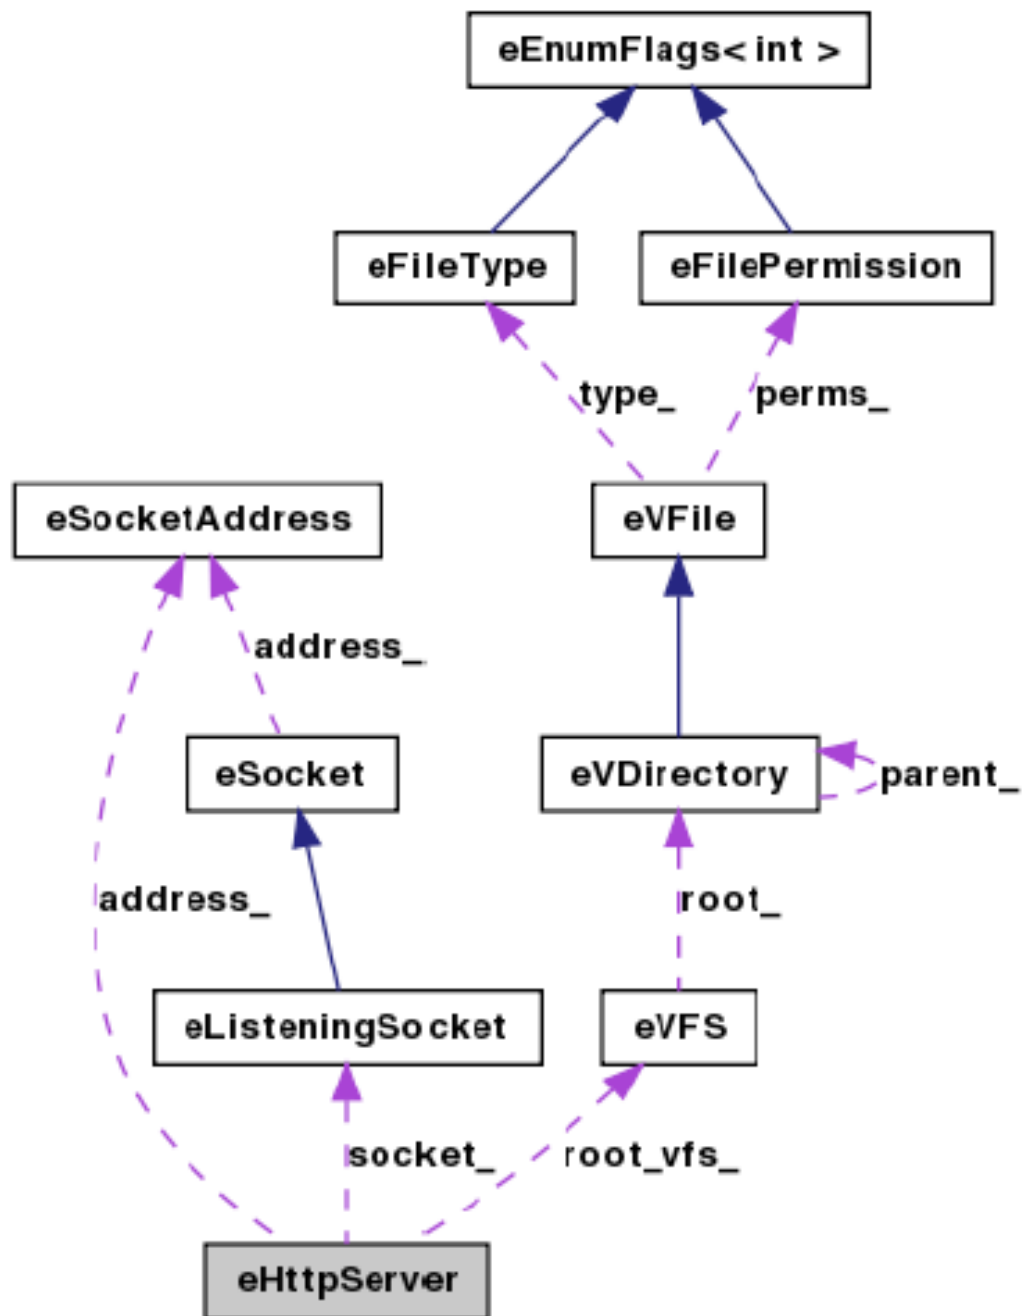 eEnumFlags< int >
eFileType
eFilePermission
type_
perms_
eSocketAddress
eVFile
address_
eSocket
eVDirectory
parent_
address_
root_
eListeningSocket
eVFS
socket_
root_vfs_
eHttpServer